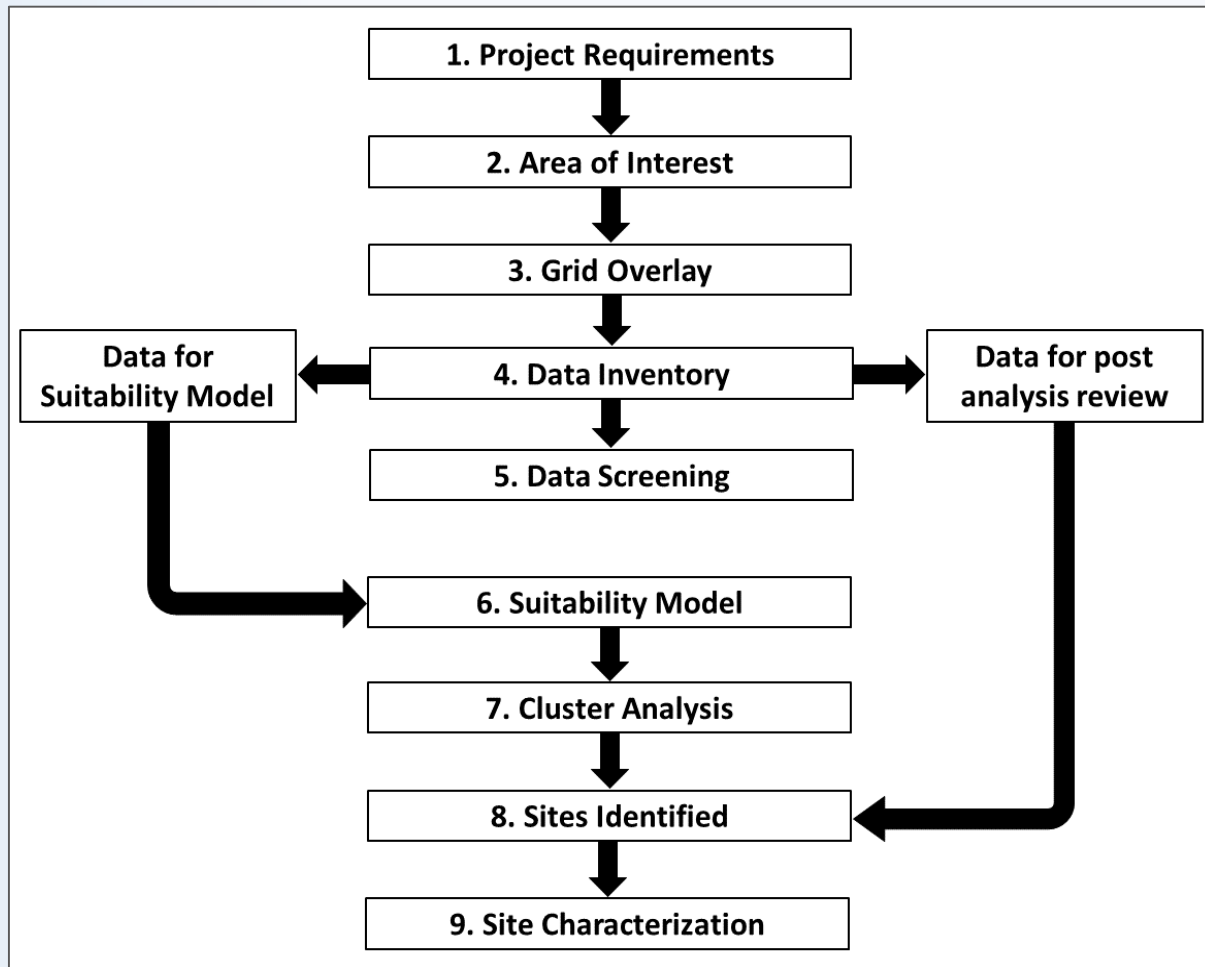 1. Project Requirements
2. Area of Interest
3. Grid Overlay
Data for
Suitability Model
4. Data Inventory
Data for post
analysis review
5. Data Screening
6. Suitability Model
7. Cluster Analysis
8. Sites Identified
9. Site Characterization